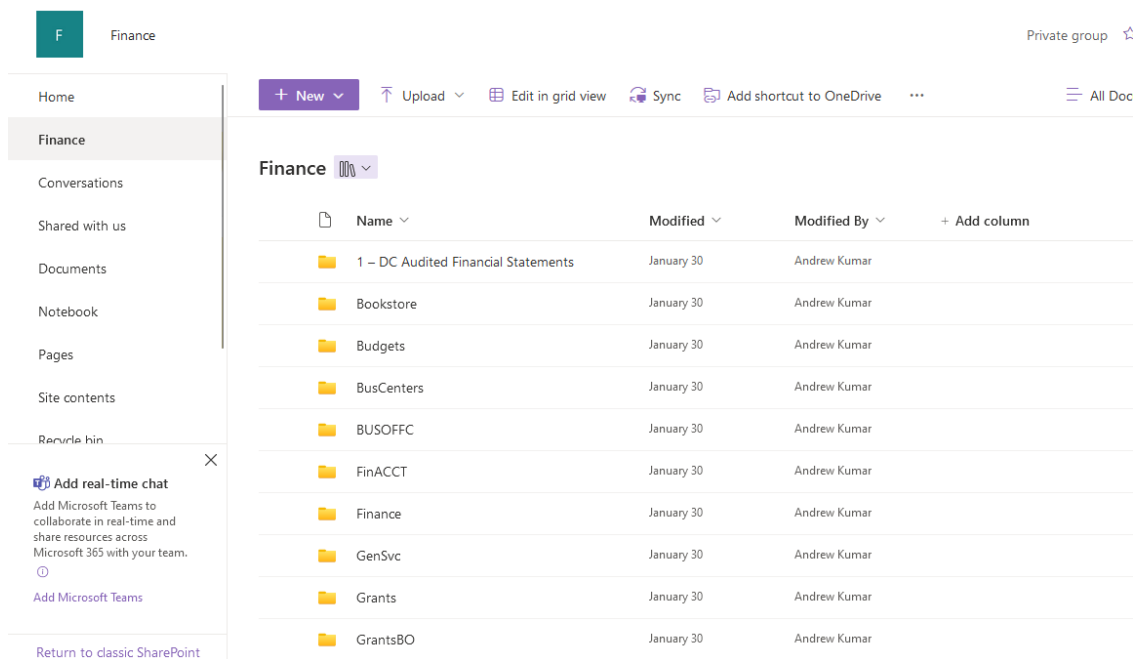 F Finance Private group
Home
Finance
Conversations
Shared with us
Documents
Notebook
Pages
Site contents
Recycle bin
Add real-time chat
Add Microsoft Teams to
collaborate in real-time and
share resources across
Microsoft 365 with your team.
Add Microsoft Teams
Return to classic SharePoint
+ New Upload Edit in grid view Sync Add shortcut to OneDrive ... All Doc
Finance
Name Modified Modified By + Add column
1 – DC Audited Financial Statements January 30 Andrew Kumar
Bookstore January 30 Andrew Kumar
Budgets January 30 Andrew Kumar
BusCenters January 30 Andrew Kumar
BUSOFFC January 30 Andrew Kumar
FinACCT January 30 Andrew Kumar
Finance January 30 Andrew Kumar
GenSvc January 30 Andrew Kumar
Grants January 30 Andrew Kumar
GrantsBO January 30 Andrew Kumar